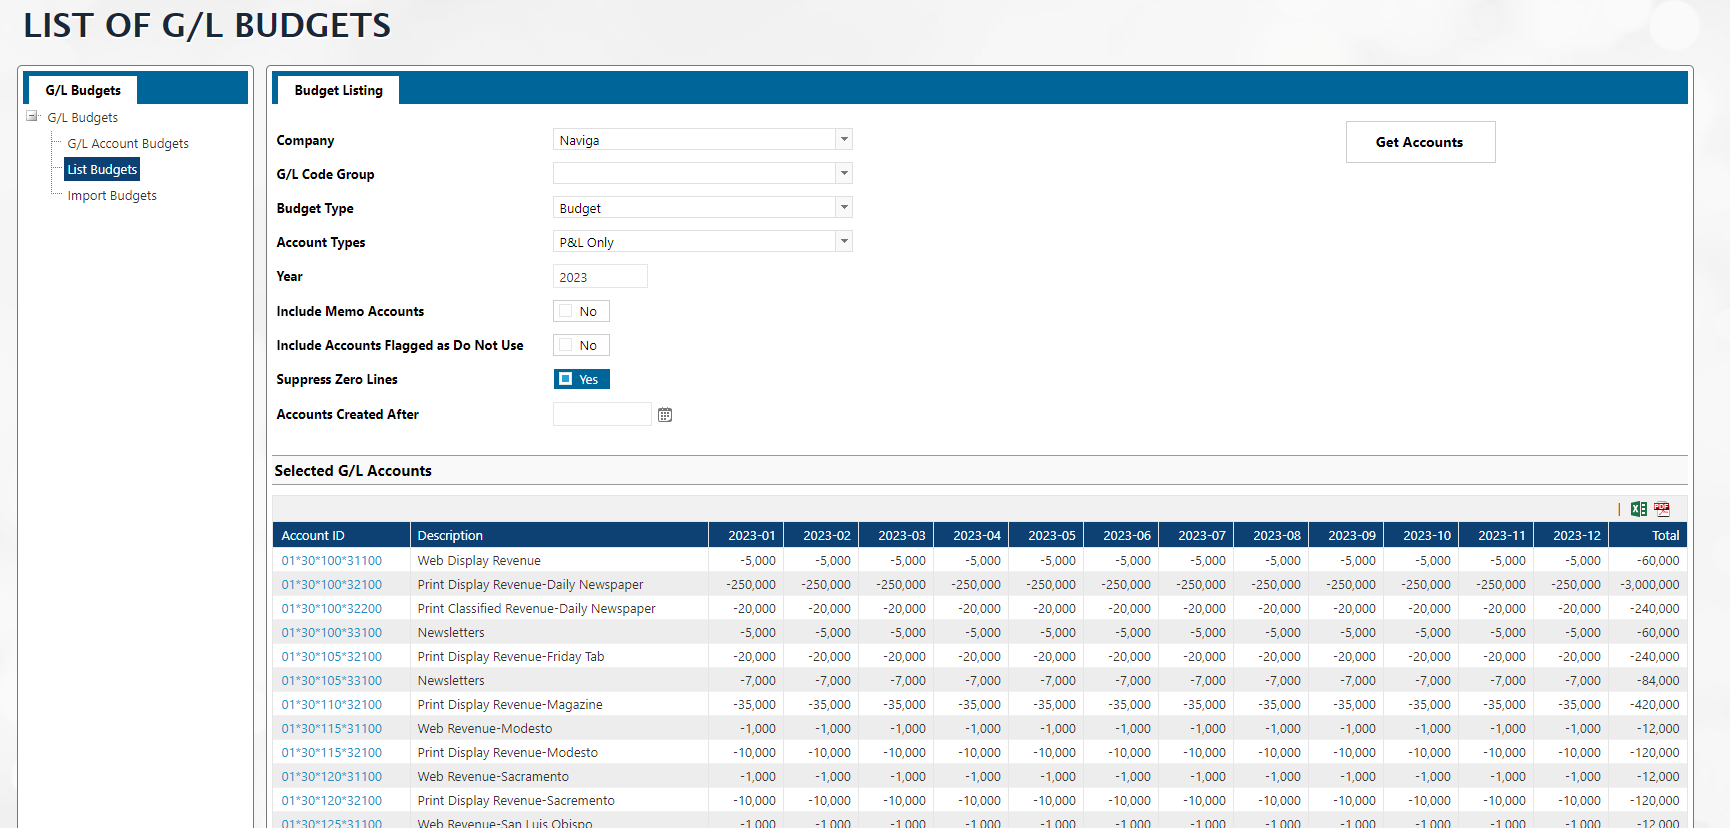 LIST OF G/L BUDGETS
G/L Budgets
G/L Budgets
G/L Account Budgets
List Budgets
Import Budgets
Budget Listing
Company Naviga Get Accounts
G/L Code Group
Budget Type Budget
Account Types P&L Only
Year 2023
Include Memo Accounts No
Include Accounts Flagged as Do Not Use No
Suppress Zero Lines Yes
Accounts Created After
Selected G/L Accounts
Account ID Description 2023-01 2023-02 2023-03 2023-04 2023-05 2023-06 2023-07 2023-08 2023-09 2023-10 2023-11 2023-12 Total
01*30*100*31100 Web Display Revenue -5,000 -5,000 -5,000 -5,000 -5,000 -5,000 -5,000 -5,000 -5,000 -5,000 -5,000 -5,000 -60,000
01*30*100*32100 Print Display Revenue-Daily Newspaper -250,000 -250,000 -250,000 -250,000 -250,000 -250,000 -250,000 -250,000 -250,000 -250,000 -250,000 -250,000 -3,000,000
01*30*100*32200 Print Classified Revenue-Daily Newspaper -20,000 -20,000 -20,000 -20,000 -20,000 -20,000 -20,000 -20,000 -20,000 -20,000 -20,000 -20,000 -240,000
01*30*100*33100 Newsletters -5,000 -5,000 -5,000 -5,000 -5,000 -5,000 -5,000 -5,000 -5,000 -5,000 -5,000 -5,000 -60,000
01*30*105*32100 Print Display Revenue-Friday Tab -20,000 -20,000 -20,000 -20,000 -20,000 -20,000 -20,000 -20,000 -20,000 -20,000 -20,000 -20,000 -240,000
01*30*105*33100 Newsletters -7,000 -7,000 -7,000 -7,000 -7,000 -7,000 -7,000 -7,000 -7,000 -7,000 -7,000 -7,000 -84,000
01*30*110*32100 Print Display Revenue-Magazine -35,000 -35,000 -35,000 -35,000 -35,000 -35,000 -35,000 -35,000 -35,000 -35,000 -35,000 -35,000 -420,000
01*30*115*31100 Web Revenue-Modesto -1,000 -1,000 -1,000 -1,000 -1,000 -1,000 -1,000 -1,000 -1,000 -1,000 -1,000 -1,000 -12,000
01*30*115*32100 Print Display Revenue-Modesto -10,000 -10,000 -10,000 -10,000 -10,000 -10,000 -10,000 -10,000 -10,000 -10,000 -10,000 -10,000 -120,000
01*30*120*31100 Web Revenue-Sacramento -1,000 -1,000 -1,000 -1,000 -1,000 -1,000 -1,000 -1,000 -1,000 -1,000 -1,000 -1,000 -12,000
01*30*120*32100 Print Display Revenue-Sacremento -10,000 -10,000 -10,000 -10,000 -10,000 -10,000 -10,000 -10,000 -10,000 -10,000 -10,000 -10,000 -120,000
01*30*125*31100 Web Revenue-San Luis Obispo -1,000 -1,000 -1,000 -1,000 -1,000 -1,000 -1,000 -1,000 -1,000 -1,000 -1,000 -1,000 -12,000